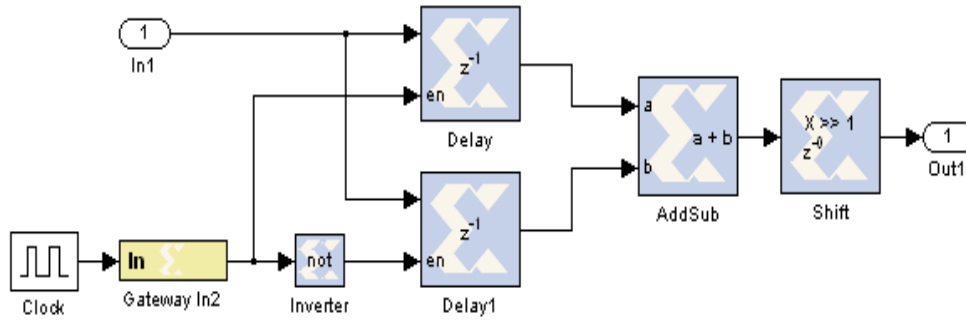 1
In1
z-1
en
Delay
z-1
en
Delay1
Clock
In
Gateway In2
not
Inverter
a
b
a + b
AddSub
X >> 1
z-0
Shift
1
Out1